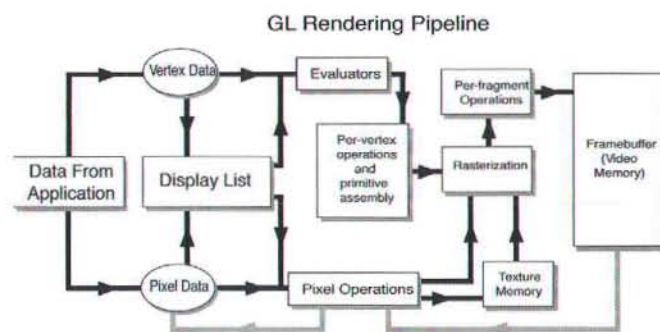 GL Rendering Pipeline
Vertex Data
Evaluators
Per-fragment
Operations
Framebuffer
(Video
Memory)
Data From
Application
Display List
Per-vertex
operations
and
primitive
assembly
Rasterization
Pixel Data
Pixel Operations
Texture
Memory